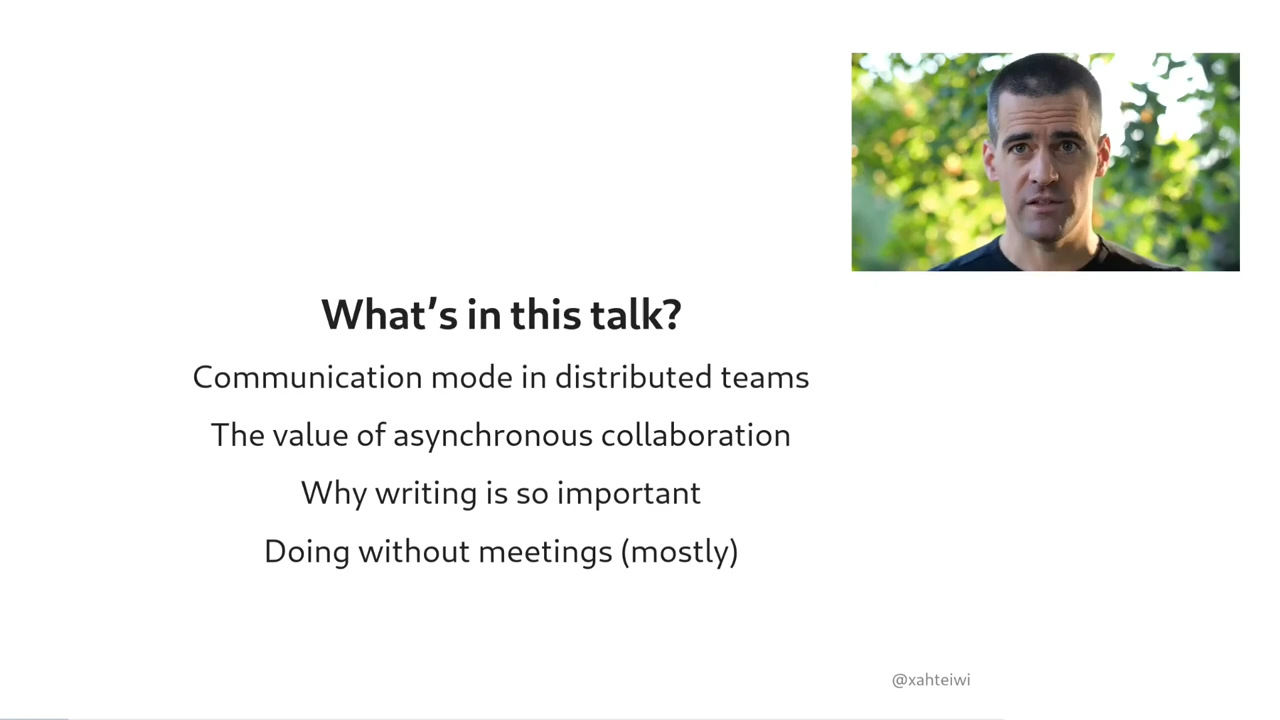 What’s in this talk?
Communication mode in distributed teams
The value of asynchronous collaboration
Why writing is so important
Doing without meetings (mostly)
@xahteiwi